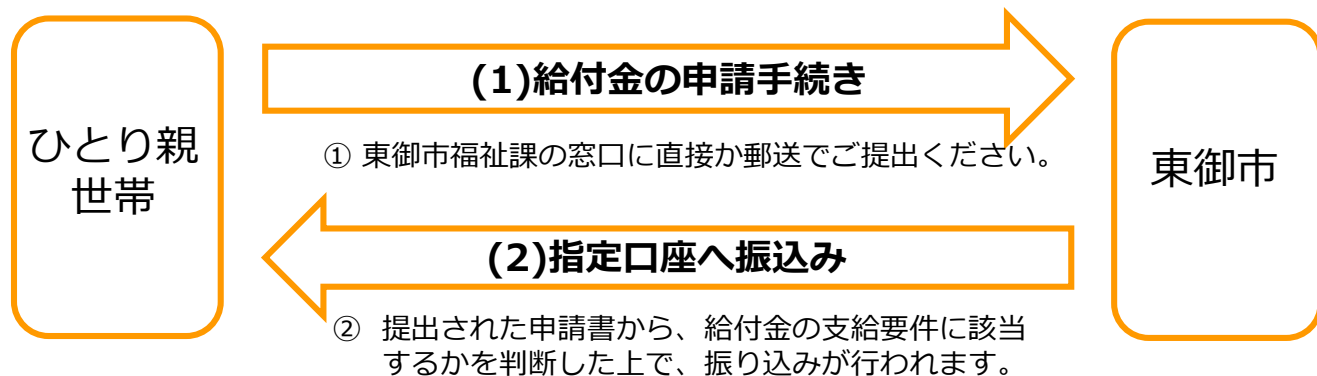 ひとり親
世帯
(1)給付金の申請手続き
① 東御市福祉課の窓口に直接か郵送でご提出ください。
(2)指定口座へ振込み
② 提出された申請書から、給付金の支給要件に該当
するかを判断した上で、振り込みが行われます。
東御市